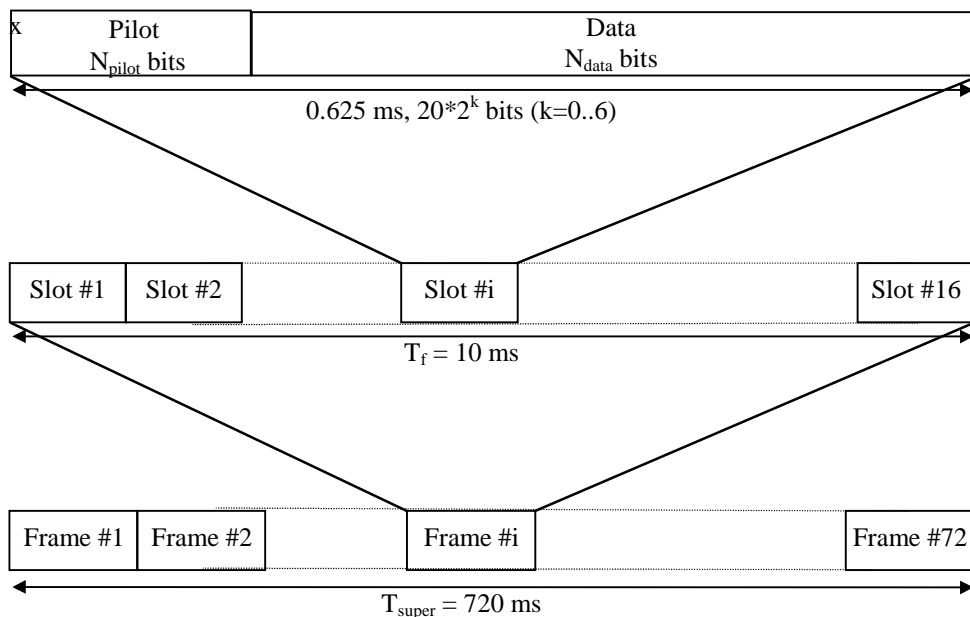 x
Pilot
N_pilot bits
Data
N_data bits
0.625 ms, 20*2^k bits (k=0..6)
Slot #1
Slot #2
Slot #i
Slot #16
T_f = 10 ms
Frame #1
Frame #2
Frame #i
Frame #72
T_super = 720 ms